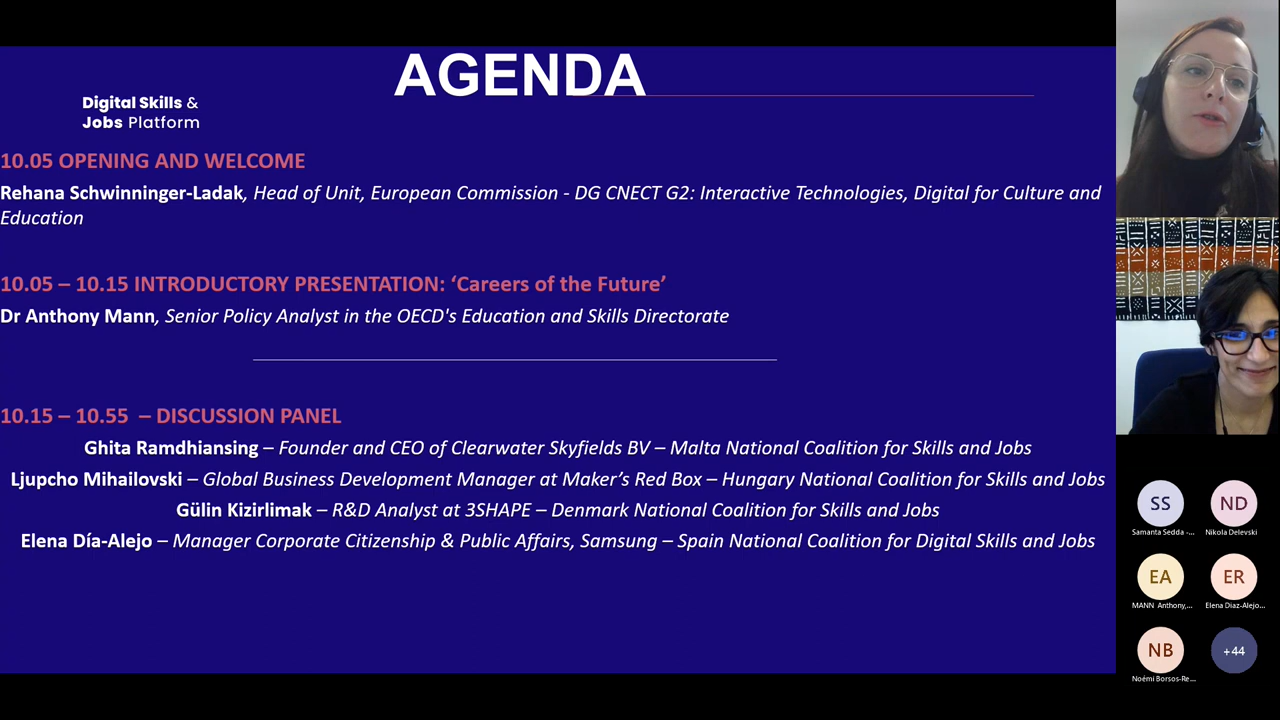 AGENDA
Digital Skills &
Jobs Platform
10.05 OPENING AND WELCOME
Rehana Schwinninger-Ladak, Head of Unit, European Commission - DG CNECT G2: Interactive Technologies, Digital for Culture and
Education
10.05 – 10.15 INTRODUCTORY PRESENTATION: ‘Careers of the Future’
Dr Anthony Mann, Senior Policy Analyst in the OECD's Education and Skills Directorate
10.15 – 10.55 – DISCUSSION PANEL
Ghita Ramdhiansing – Founder and CEO of Clearwater Skyfields BV – Malta National Coalition for Skills and Jobs
Ljupcho Mihailovski – Global Business Development Manager at Maker’s Red Box – Hungary National Coalition for Skills and Jobs
Gülin Kizirlimak – R&D Analyst at 3SHAPE – Denmark National Coalition for Skills and Jobs
Elena Día-Alejo – Manager Corporate Citizenship & Public Affairs, Samsung – Spain National Coalition for Digital Skills and Jobs
SS
ND
Samanta Sedda -...
Nikola Delevski
EA
ER
MANN Anthony,...
Elena Diaz-Alejo...
NB
+44
Noémi Borsos-Re...